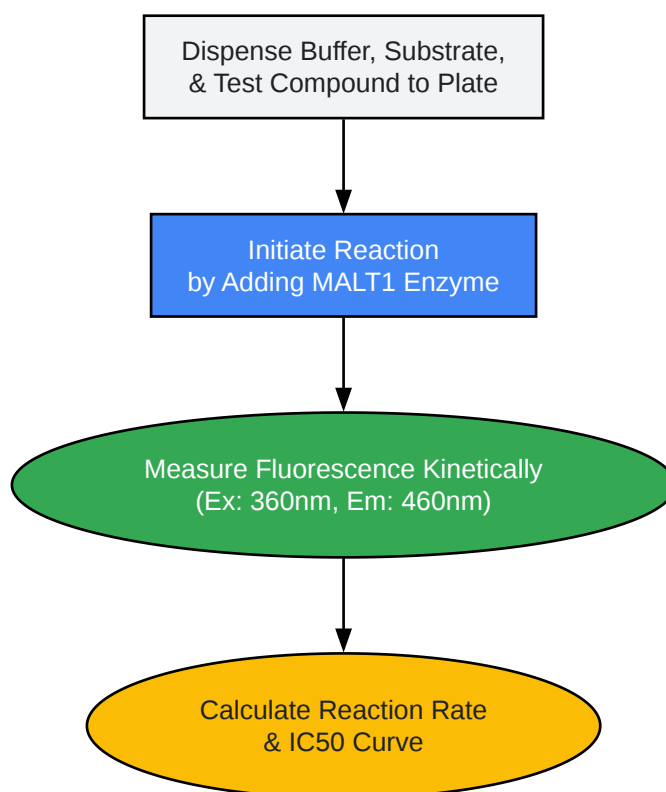 Dispense Buffer, Substrate,
& Test Compound to Plate
Initiate Reaction
by Adding MALT1 Enzyme
Measure Fluorescence Kinetically
(Ex: 360nm, Em: 460nm)
Calculate Reaction Rate
& IC50 Curve